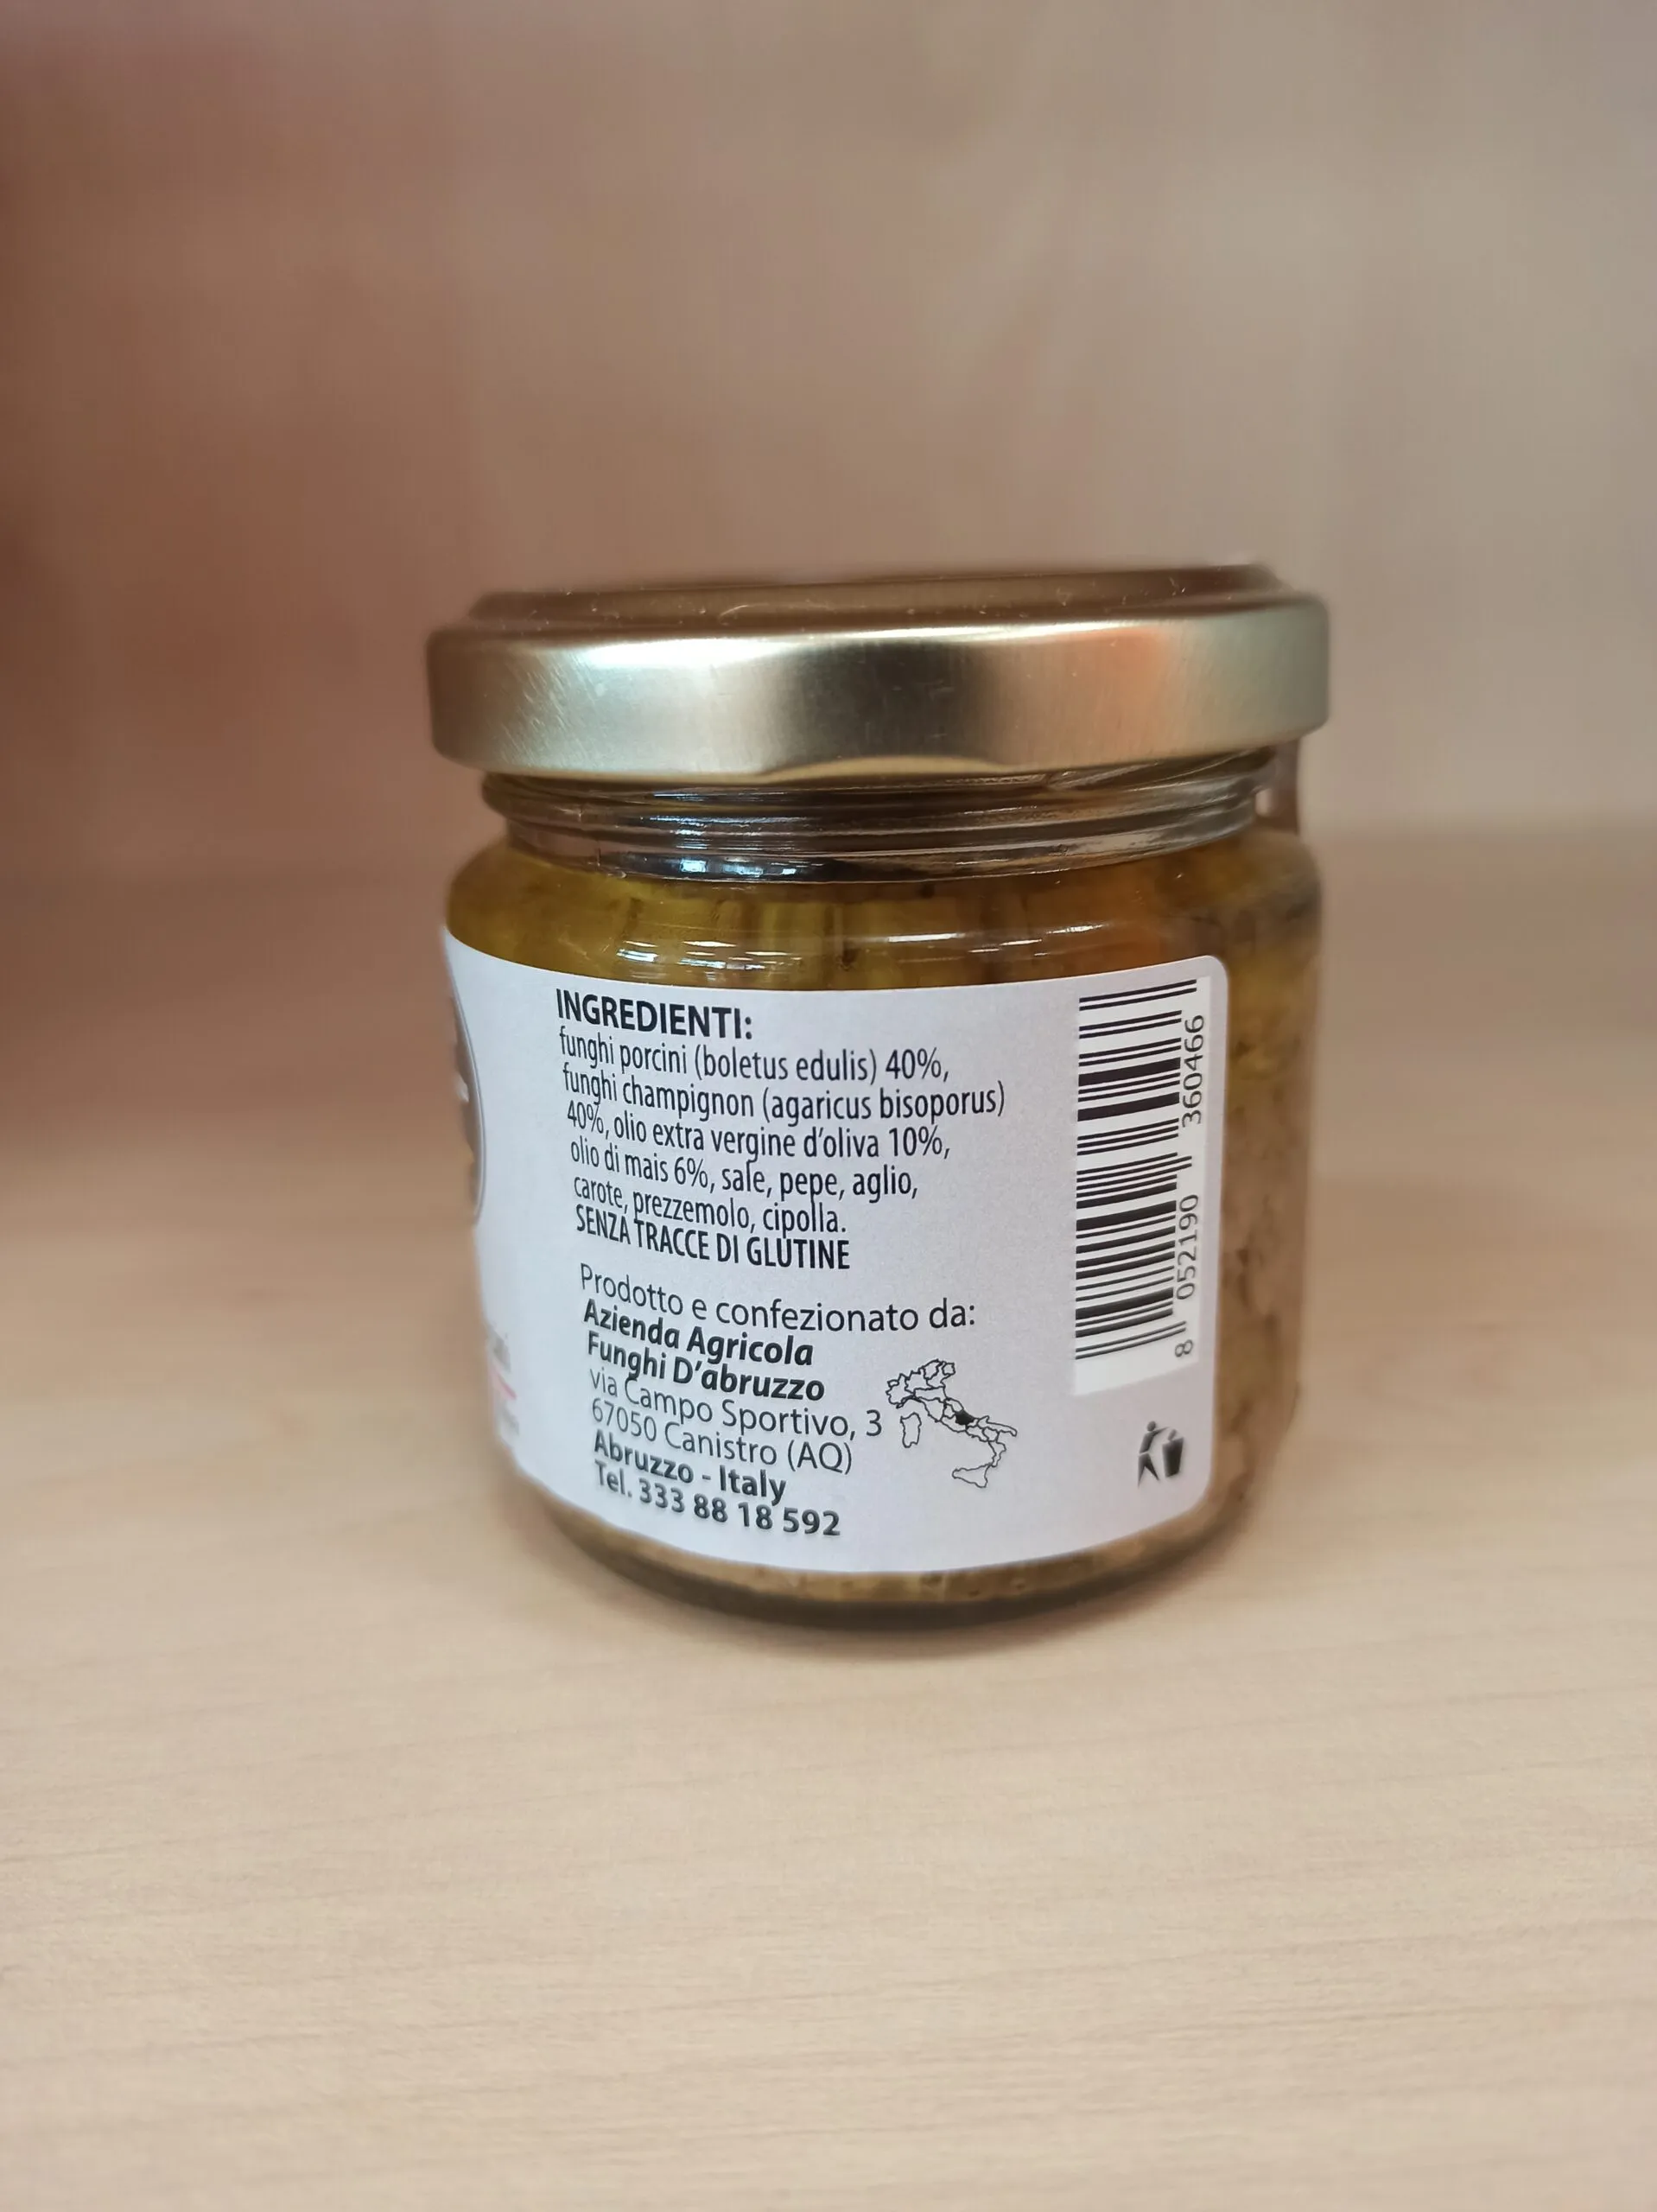 INGREDIENTI:
funghi porcini (boletus edulis) 40%,
funghi champignon (agaricus bisoporus)
40%, olio extra vergine d'oliva 10%,
olio di mais 6%, sale, pepe, aglio,
carote, prezzemolo, cipolla.
SENZA TRACCE DI GLUTINE
Prodotto e confezionato da:
Azienda Agricola
Funghi D'abruzzo
via Campo Sportivo, 3
67050 Canistro (AQ)
Abruzzo - Italy
Tel. 333 88 18 592
8 052190 360466